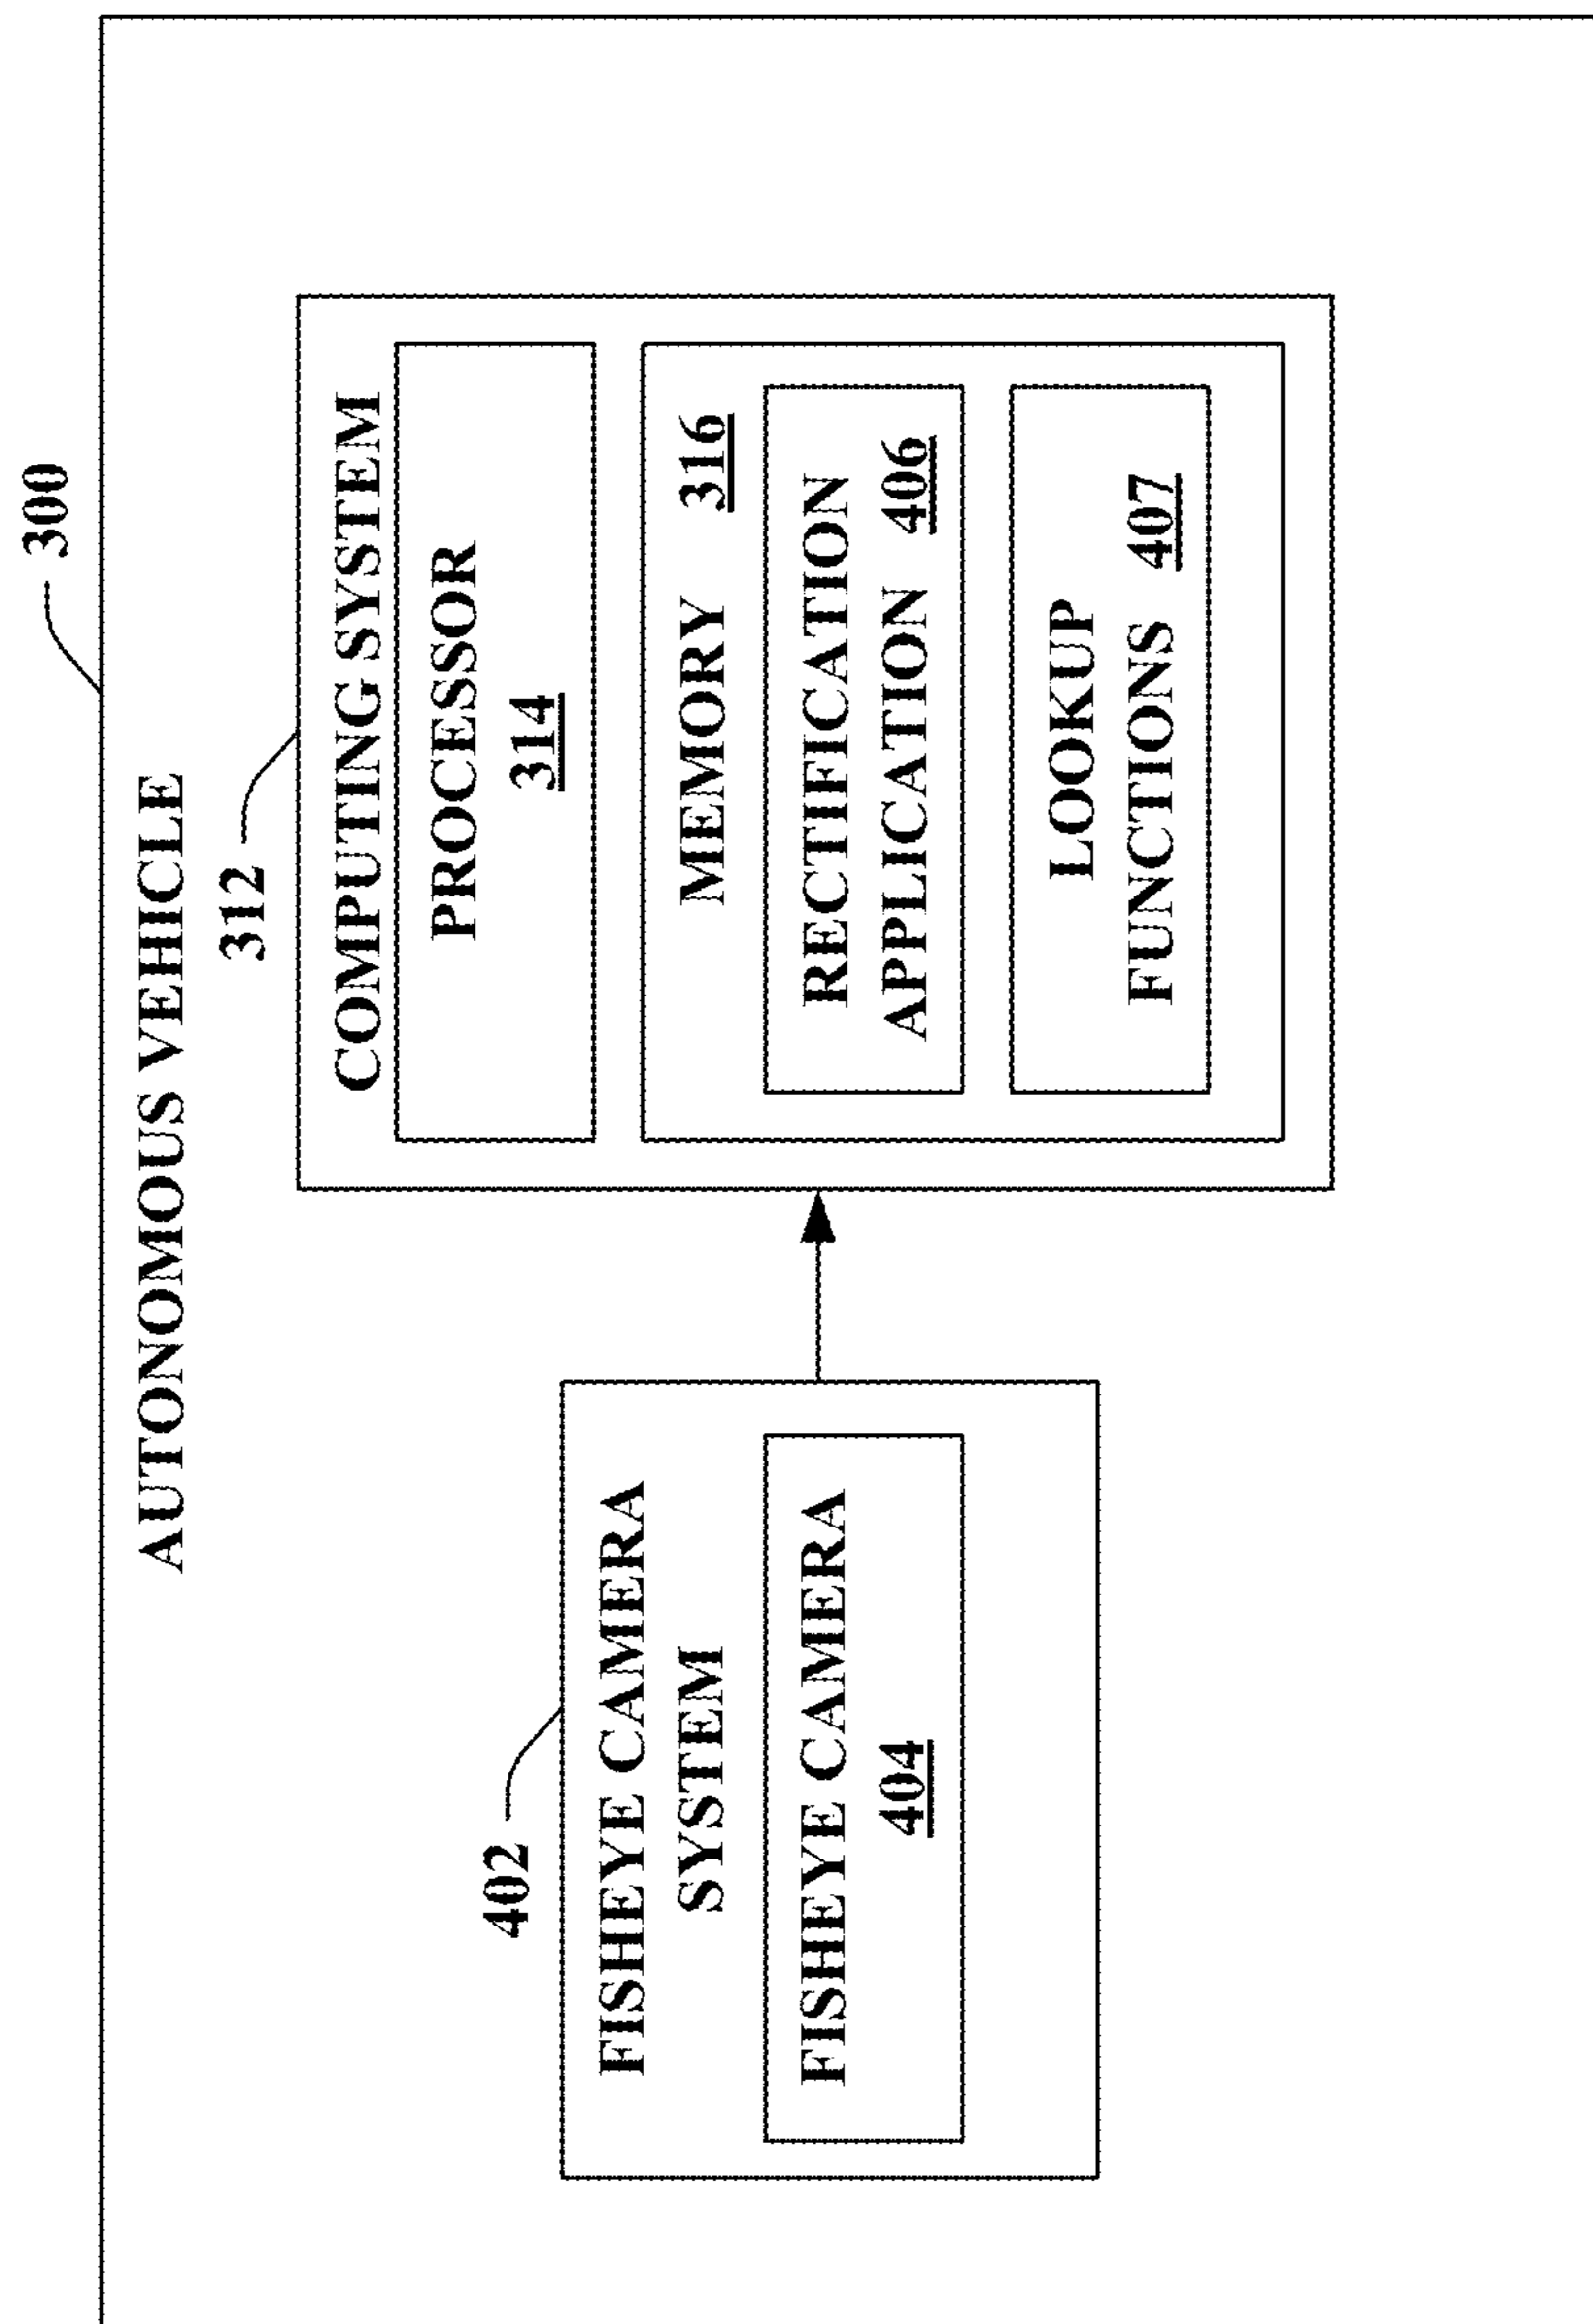 300
AUTONOMOUS VEHICLE
312
COMPUTING SYSTEM
PROCESSOR
314
MEMORY 316
RECTIFICATION
APPLICATION 406
LOOKUP
FUNCTIONS 407
402
FISHEYE CAMERA
SYSTEM
FISHEYE CAMERA
404